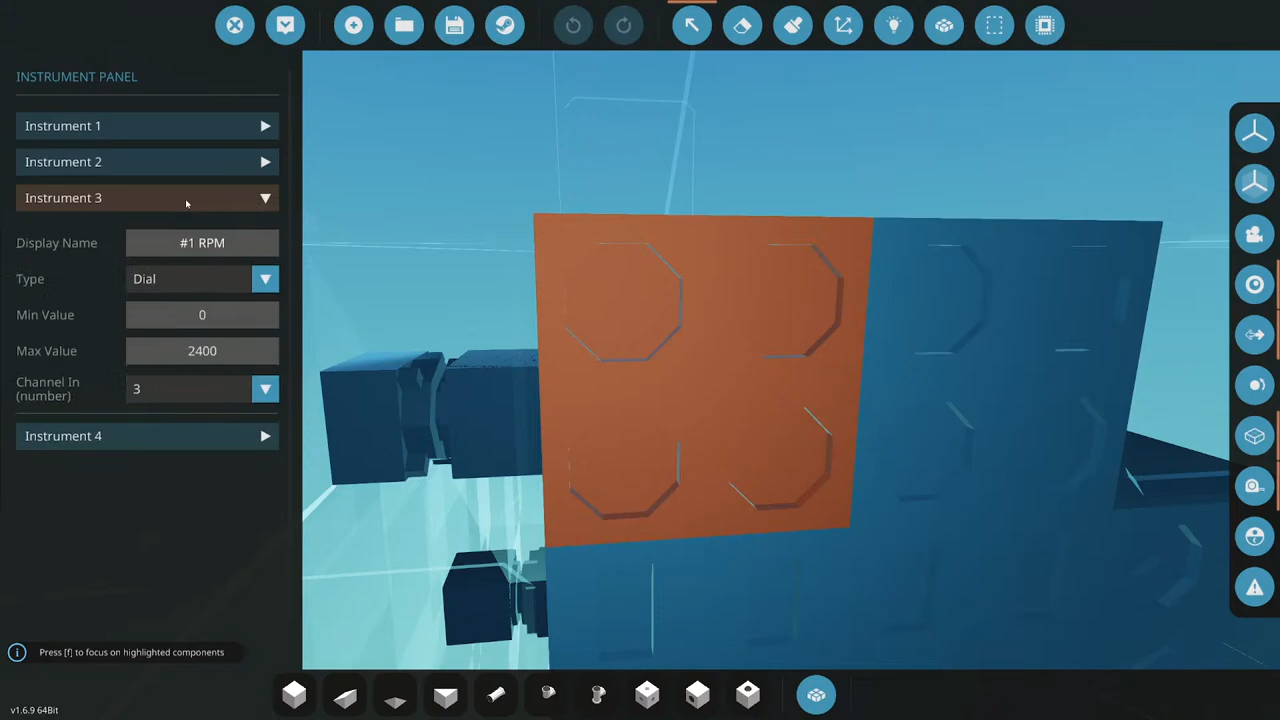 INSTRUMENT PANEL
Instrument 1
Instrument 2
Instrument 3
Display Name #1 RPM
Type Dial
Min Value 0
Max Value 2400
Channel In
(number) 3
Instrument 4
Press [f] to focus on highlighted components
v1.6.9 64Bit